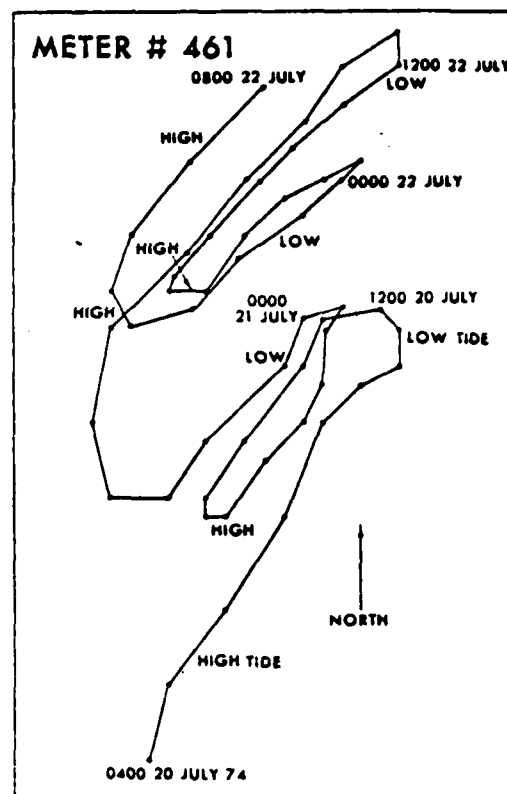 METER # 461
0800 22 JULY
1200 22 JULY
LOW
HIGH
0000 22 JULY
HIGH
LOW
HIGH
0000
21 JULY
1200 20 JULY
LOW TIDE
LOW
HIGH
NORTH
HIGH TIDE
0400 20 JULY 74